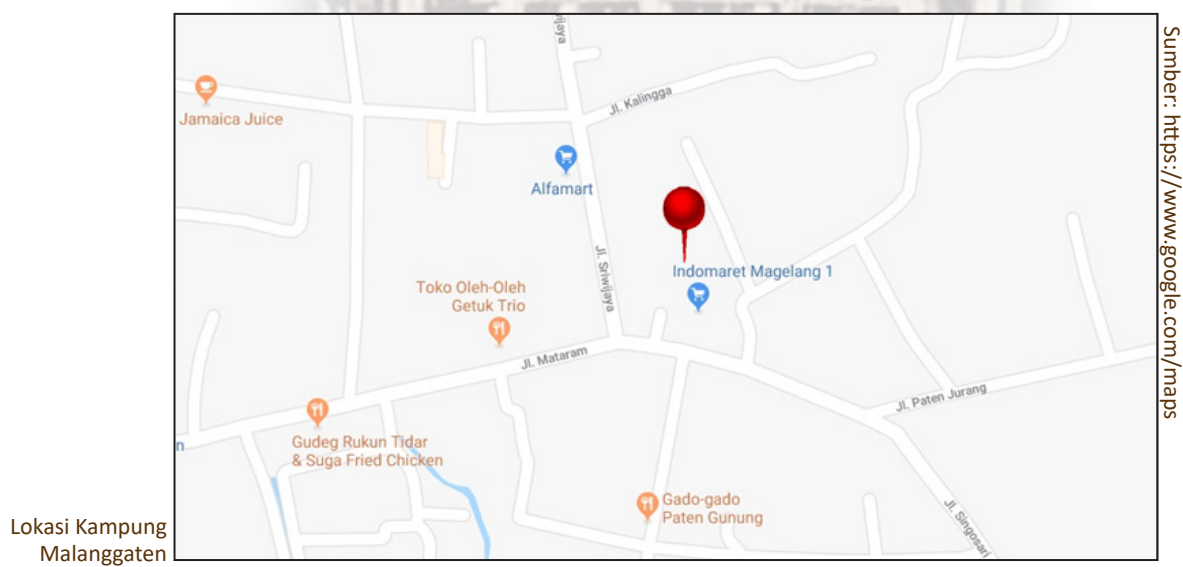 wijaya
Jl. Kalingga
Jamaica Juice
Alfamart
Jl. Sriwijaya
Indomaret Magelang 1
Toko Oleh-Oleh
Getuk Trio
Jl. Mataram
Jl. Paten Jurang
n
Gudeg Rukun Tidar
& Suga Fried Chicken
Gado-gado
Paten Gunung
Jl. Singosari
Lokasi Kampung
Malanggaten
Sumber: https://www.google.com/maps